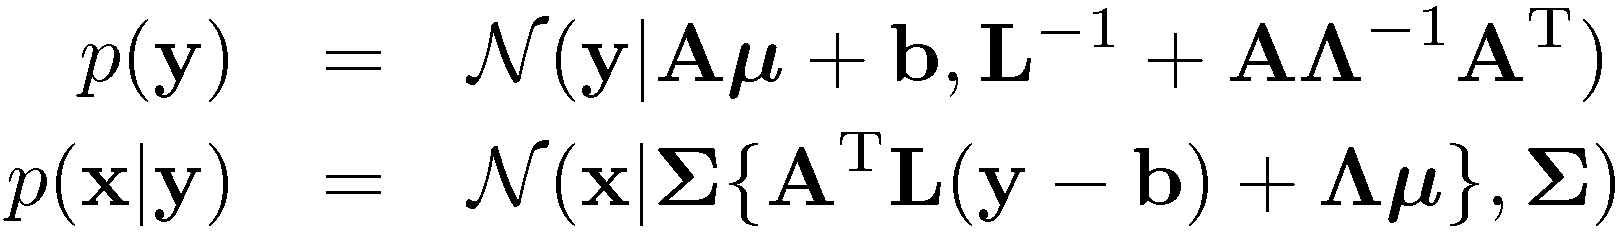 p(𝐲) = 𝒩(𝐲|𝐀𝝁 + 𝐛, 𝐋⁻¹ + 𝐀𝚲⁻¹𝐀ᵀ)
p(𝐱|𝐲) = 𝒩(𝐱|𝚺{𝐀ᵀ𝐋(𝐲 − 𝐛) + 𝚲𝝁}, 𝚺)